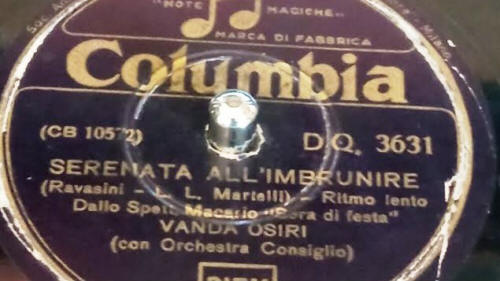 "NOTE MAGICHE"
MARCA DI FABBRICA
Columbia
(CB 10572) D.Q. 3631
SERENATA ALL'IMBRUNIRE
(Ravasini - L. L. Martelli) - Ritmo lento
Dallo Spett. Macario "Sera di festa"
VANDA OSIRI
(con Orchestra Consiglio)